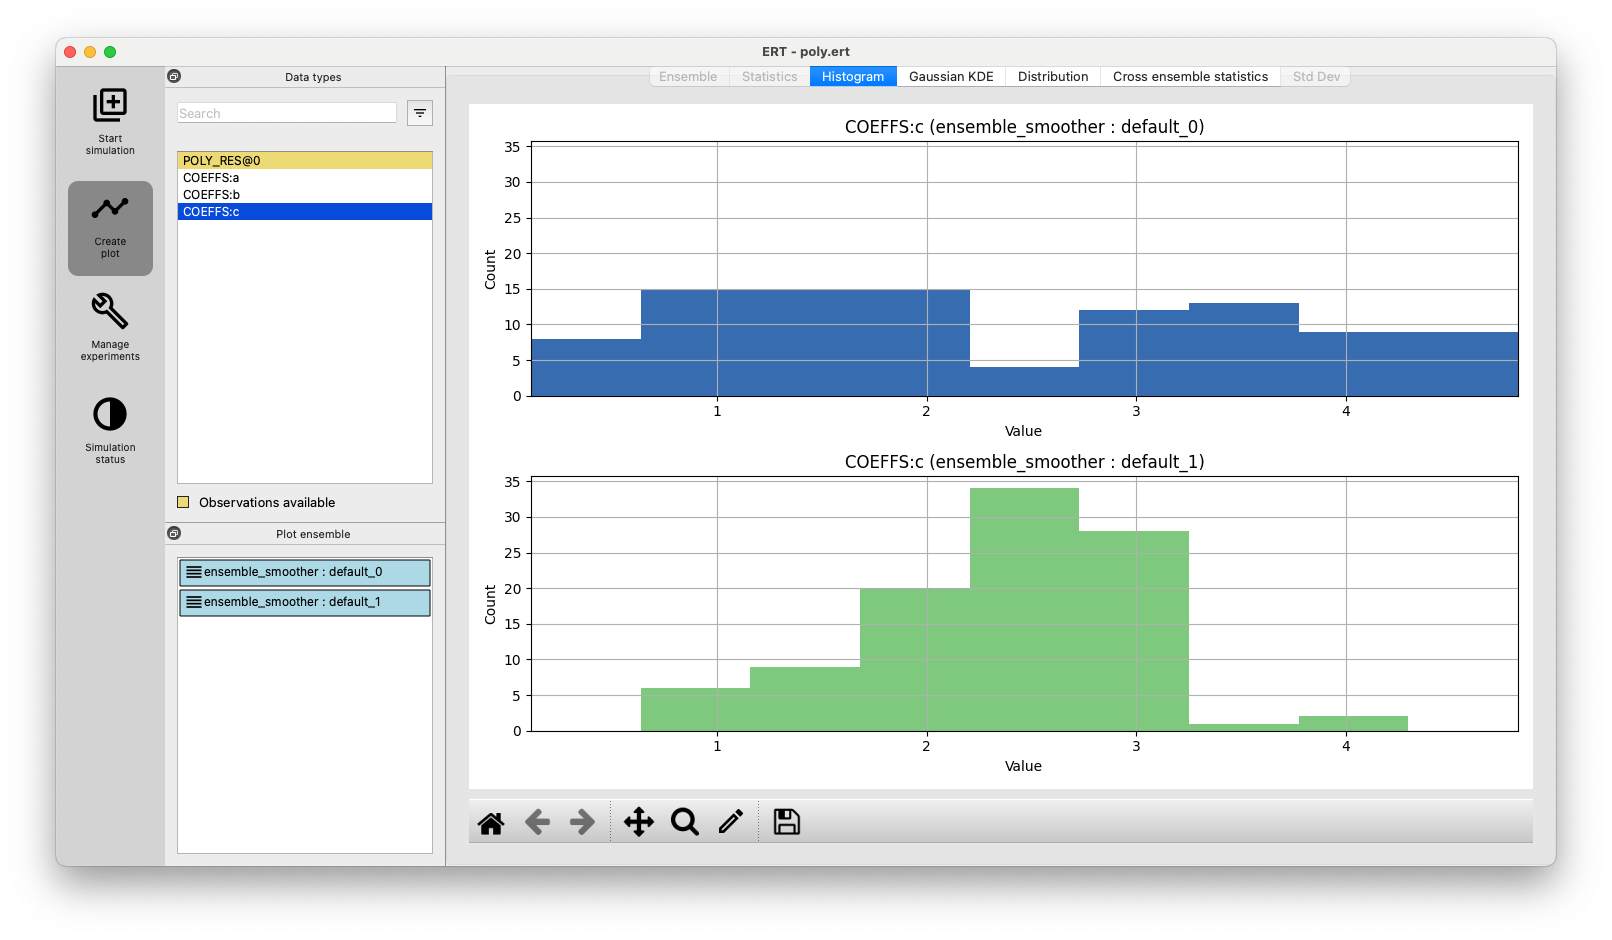 ERT - poly.ert
Start
simulation
Create
plot
Manage
experiments
Simulation
status
Data types
Search
POLY_RES@0
COEFFS:a
COEFFS:b
COEFFS:c
Observations available
Plot ensemble
ensemble_smoother : default_0
ensemble_smoother : default_1
Ensemble Statistics Histogram Gaussian KDE Distribution Cross ensemble statistics Std Dev
COEFFS:c (ensemble_smoother : default_0)
35
30
25
20
15
10
5
0
Count
1 2 3 4
Value
COEFFS:c (ensemble_smoother : default_1)
35
30
25
20
15
10
5
0
Count
1 2 3 4
Value